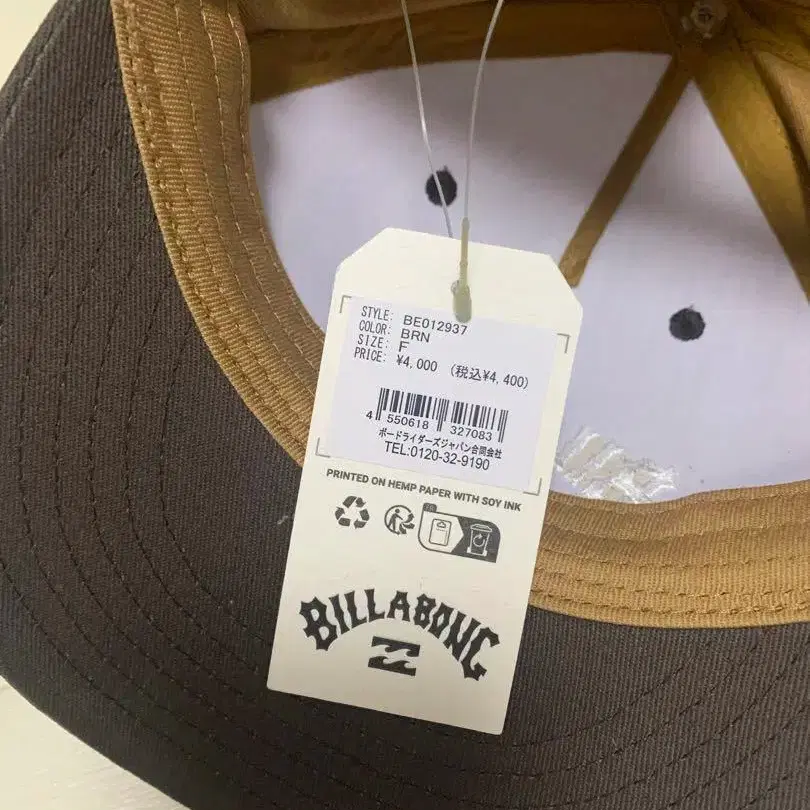 STYLE: BE012937
COLOR: BRN
SIZE: F
PRICE: ¥4,000 (税込¥4,400)
4 550618 327083
ボードライダーズジャパン合同会社
TEL:0120-32-9190
PRINTED ON HEMP PAPER WITH SOY INK
BILLABONG